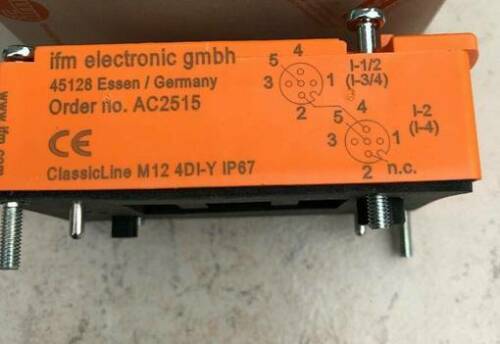 ifm electronic gmbh
45128 Essen / Germany
Order no. AC2515
CE
ClassicLine M12 4DI-Y IP67
www.ifm.com
4
5
3
1
2
I-1/2
(I-3/4)
4
5
3
1
2
I-2
(I-4)
n.c.